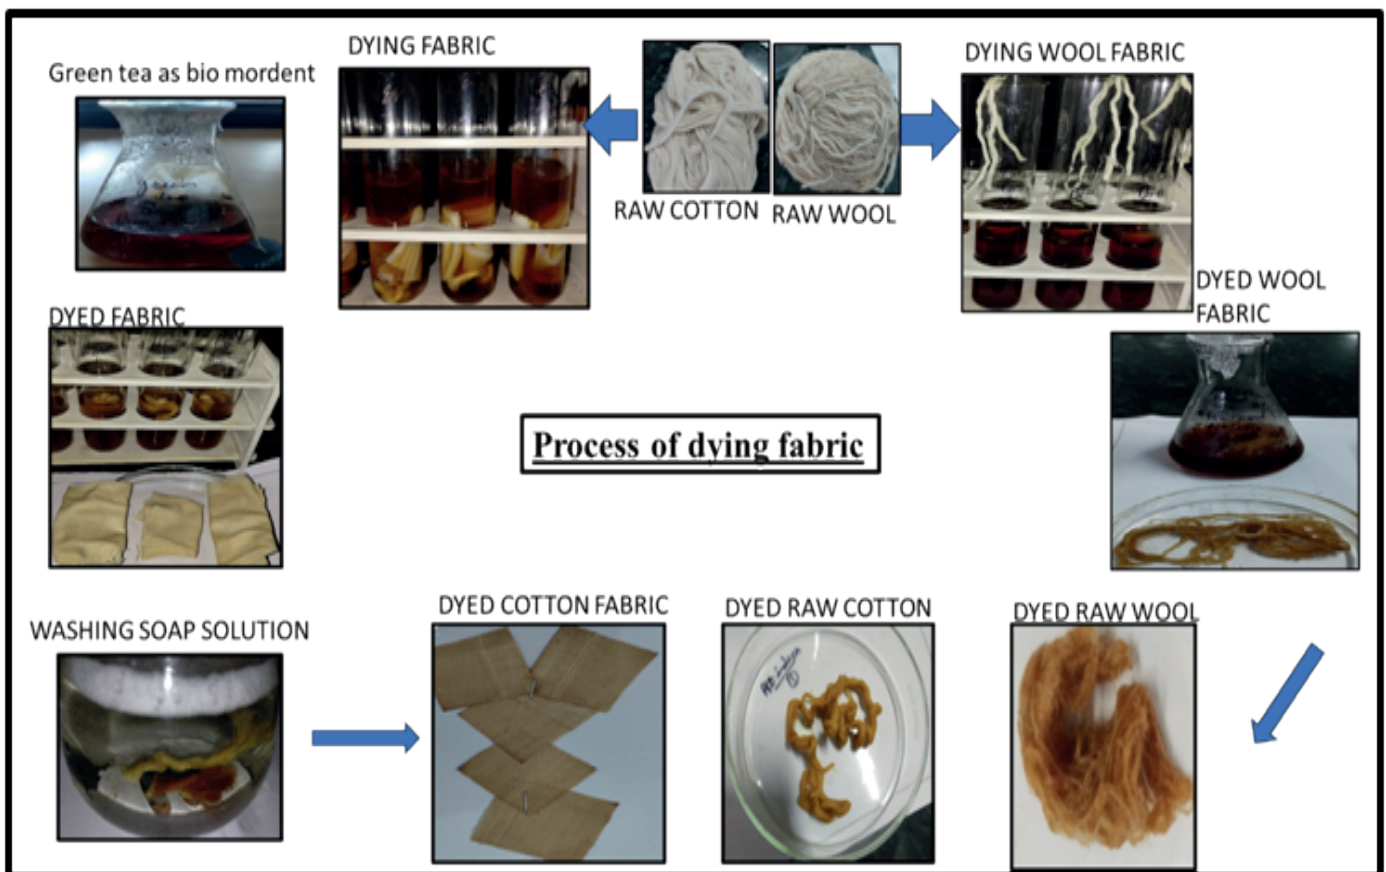 DYING FABRIC
DYING WOOL FABRIC
Green tea as bio mordent
RAW COTTON
RAW WOOL
DYED WOOL
FABRIC
DYED FABRIC
Process of dying fabric
DYED COTTON FABRIC
DYED RAW COTTON
DYED RAW WOOL
WASHING SOAP SOLUTION